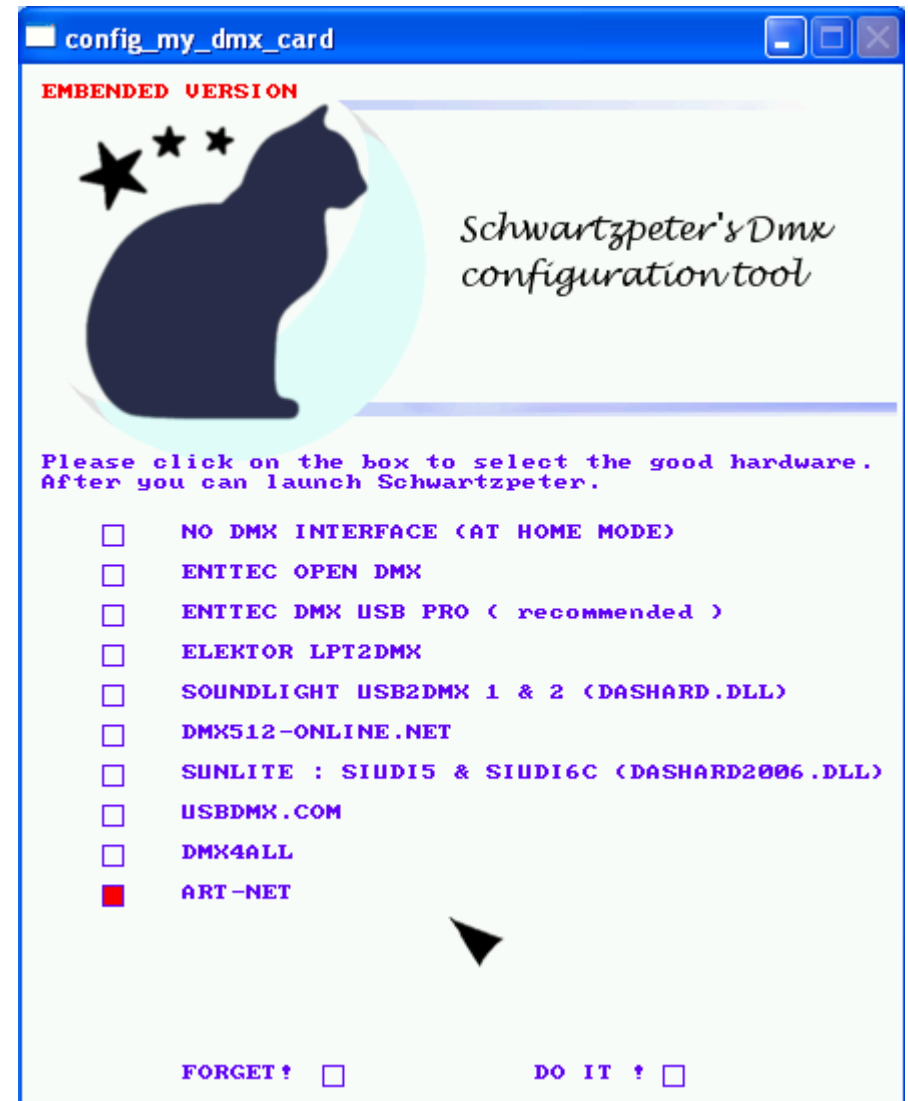 config_my_dmx_card
EMBENDED VERSION
Schwartzpeter's Dmx
configuration tool
Please click on the box to select the good hardware.
After you can launch Schwartzpeter.
NO DMX INTERFACE (AT HOME MODE)
ENTTEC OPEN DMX
ENTTEC DMX USB PRO ( recommended )
ELEKTOR LPT2DMX
SOUNDLIGHT USB2DMX 1 & 2 (DASHARD.DLL)
DMX512-ONLINE.NET
SUNLITE : SIUDI5 & SIUDI6C (DASHARD2006.DLL)
USBDMX.COM
DMX4ALL
ART-NET
FORGET! DO IT !